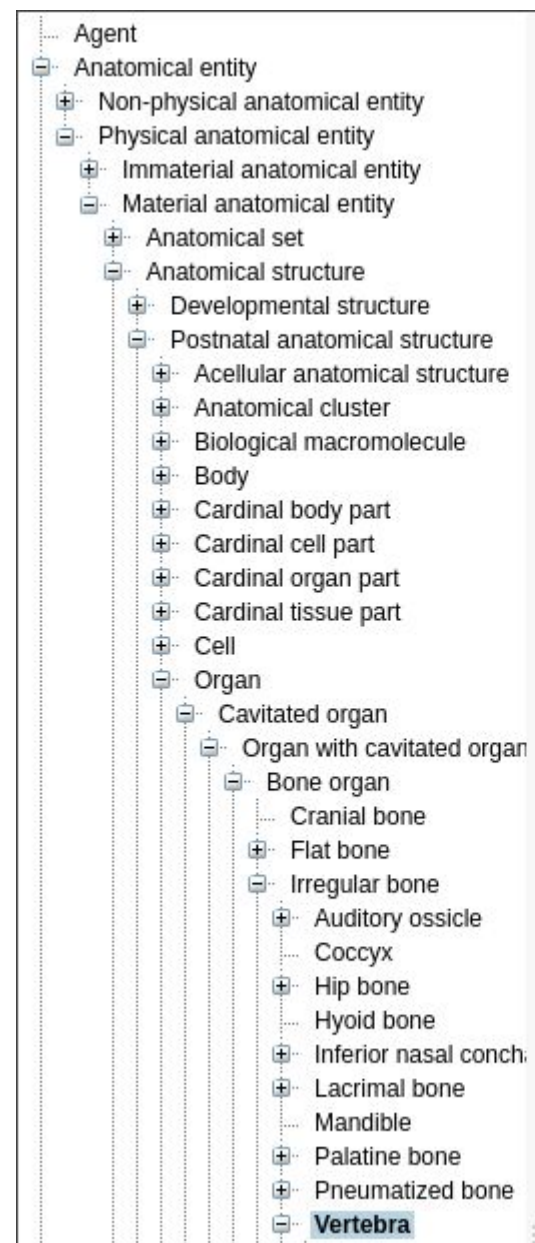 Agent
Anatomical entity
Non-physical anatomical entity
Physical anatomical entity
Immaterial anatomical entity
Material anatomical entity
Anatomical set
Anatomical structure
Developmental structure
Postnatal anatomical structure
Acellular anatomical structure
Anatomical cluster
Biological macromolecule
Body
Cardinal body part
Cardinal cell part
Cardinal organ part
Cardinal tissue part
Cell
Organ
Cavitated organ
Organ with cavitated organ
Bone organ
Cranial bone
Flat bone
Irregular bone
Auditory ossicle
Coccyx
Hip bone
Hyoid bone
Inferior nasal
Lacrimal bone
Mandible
Palatine bone
Pneumatized bone
Vertebra